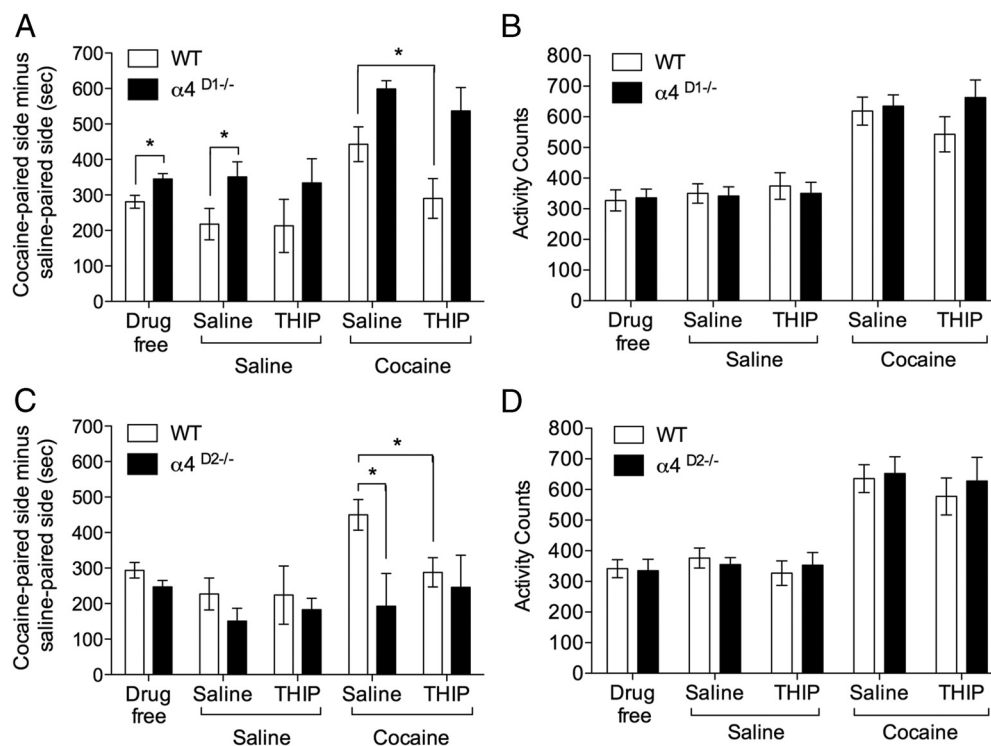 A
Cocaine-paired side minus
saline-paired side (sec)
700
600
500
400
300
200
100
0
WT
α4 D1-/-
*
*
*
Drug
free
Saline
THIP
Saline
THIP
Saline
Cocaine
B
Activity Counts
800
700
600
500
400
300
200
100
0
WT
α4 D1-/-
Drug
free
Saline
THIP
Saline
THIP
Saline
Cocaine
C
Cocaine-paired side minus
saline-paired side (sec)
700
600
500
400
300
200
100
0
WT
α4 D2-/-
*
*
Drug
free
Saline
THIP
Saline
THIP
Saline
Cocaine
D
Activity Counts
800
700
600
500
400
300
200
100
0
WT
α4 D2-/-
Drug
free
Saline
THIP
Saline
THIP
Saline
Cocaine